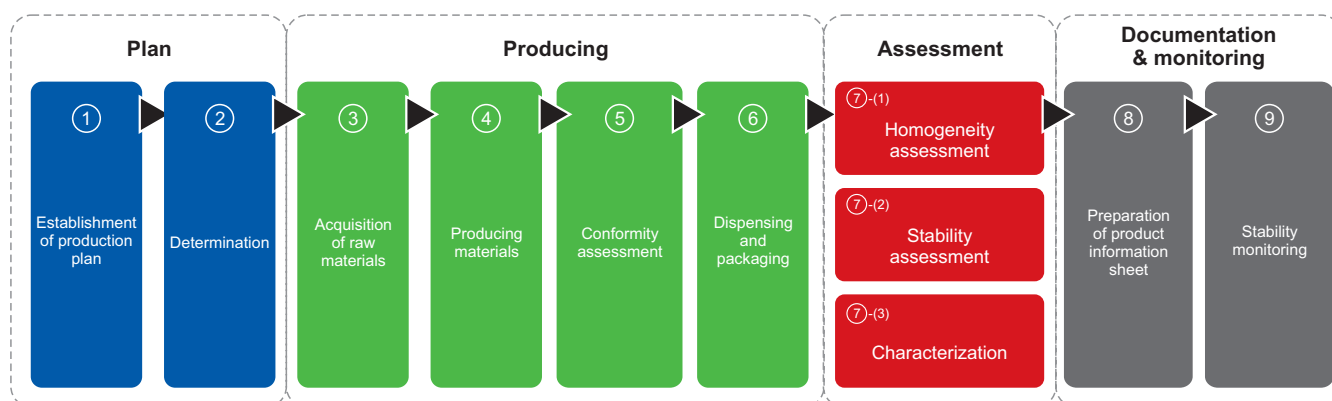 Plan
Producing
Assessment
Documentation
& monitoring
①
Establishment
of production
plan
②
Determination
③
Acquisition
of raw
materials
④
Producing
materials
⑤
Conformity
assessment
⑥
Dispensing
and
packaging
⑦-(1)
Homogeneity
assessment
⑦-(2)
Stability
assessment
⑦-(3)
Characterization
⑧
Preparation
of product
information
sheet
⑨
Stability
monitoring